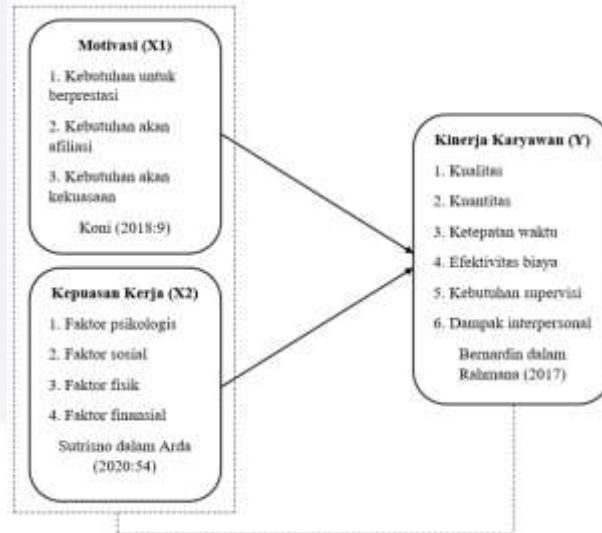 Motivasi (X1)
1. Kebutuhan untuk
berprestasi
2. Kebutuhan akan
afiliasi
3. Kebutuhan akan
kekuasaan
Koni (2018:9)
Kepuasan Kerja (X2)
1. Faktor psikologis
2. Faktor sosial
3. Faktor fisik
4. Faktor finansial
Sutrisno dalam Arda
(2020:54)
Kinerja Karyawan (Y)
1. Kualitas
2. Kuantitas
3. Ketepatan waktu
4. Efektivitas biaya
5. Kebutuhan supervisi
6. Dampak interpersonal
Bernardin dalam
Rahmana (2017)